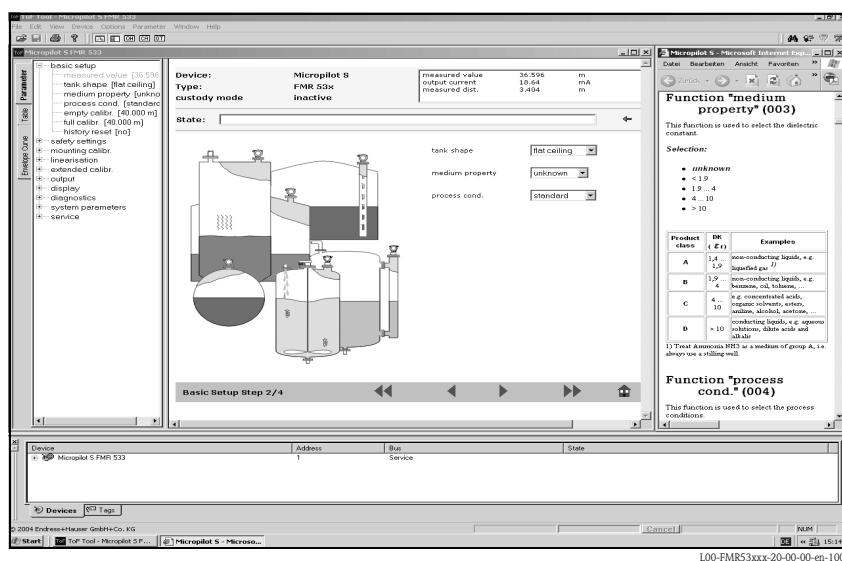 ToF Tool - Micropilot S FMR 533
File Edit View Device Options Parameter Window Help
Micropilot S FMR 533
Parameter
Table
Envelope Curve
basic setup
measured value [36.596
tank shape [flat ceiling]
medium property [unkno
process cond. [standarc
empty calibr. [40.000 m]
full calibr. [40.000 m]
history reset [no]
safety settings
mounting calibr.
linearisation
extended calibr.
output
display
diagnostics
system parameters
service
Device: Micropilot S
Type: FMR 53x
custody mode inactive
measured value 36.596 m
output current 18.64 mA
measured dist. 3.404 m
State:
tank shape flat ceiling
medium property unknown
process cond. standard
Basic Setup Step 2/4
Micropilot S - Microsoft Internet Exp...
Datei Bearbeiten Ansicht Favoriten »
Zurück
Function "medium
property" (003)
This function is used to select the dielectric
constant.
Selection:
unknown
< 1.9
1.9 ... 4
4 ... 10
> 10
Product
class
DK
( εr)
Examples
A
1,4 ...
1,9
non-conducting liquids, e.g.
liquefied gas 1)
B
1,9 ...
4
non-conducting liquids, e.g.
benzene, oil, toluene, ...
C
4 ...
10
e.g. concentrated acids,
organic solvents, esters,
aniline, alcohol, acetone, ...
D
> 10
conducting liquids, e.g. aqueous
solutions, dilute acids and
alkalis
1) Treat Ammonia NH3 as a medium of group A, i.e.
always use a stilling well.
Function "process
cond." (004)
This function is used to select the process
conditions.
Device Address Bus State
Micropilot S FMR 533 1 Service
Devices Tags
© 2004 Endress+Hauser GmbH+Co. KG
Cancel
NUM
Start
ToF Tool - Micropilot S F...
Micropilot S - Microso...
DE
15:14
L00-FMR53xxx-20-00-00-en-100